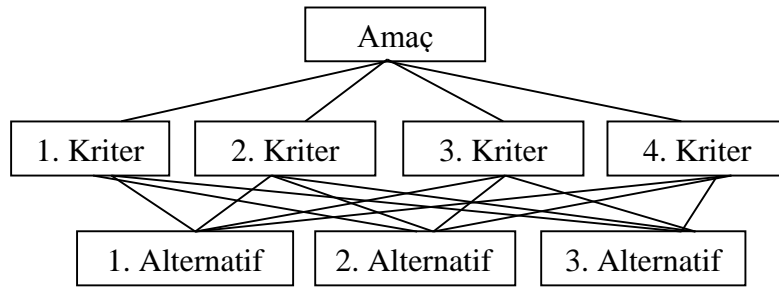 Amaç
1. Kriter 2. Kriter 3. Kriter 4. Kriter
1. Alternatif 2. Alternatif 3. Alternatif